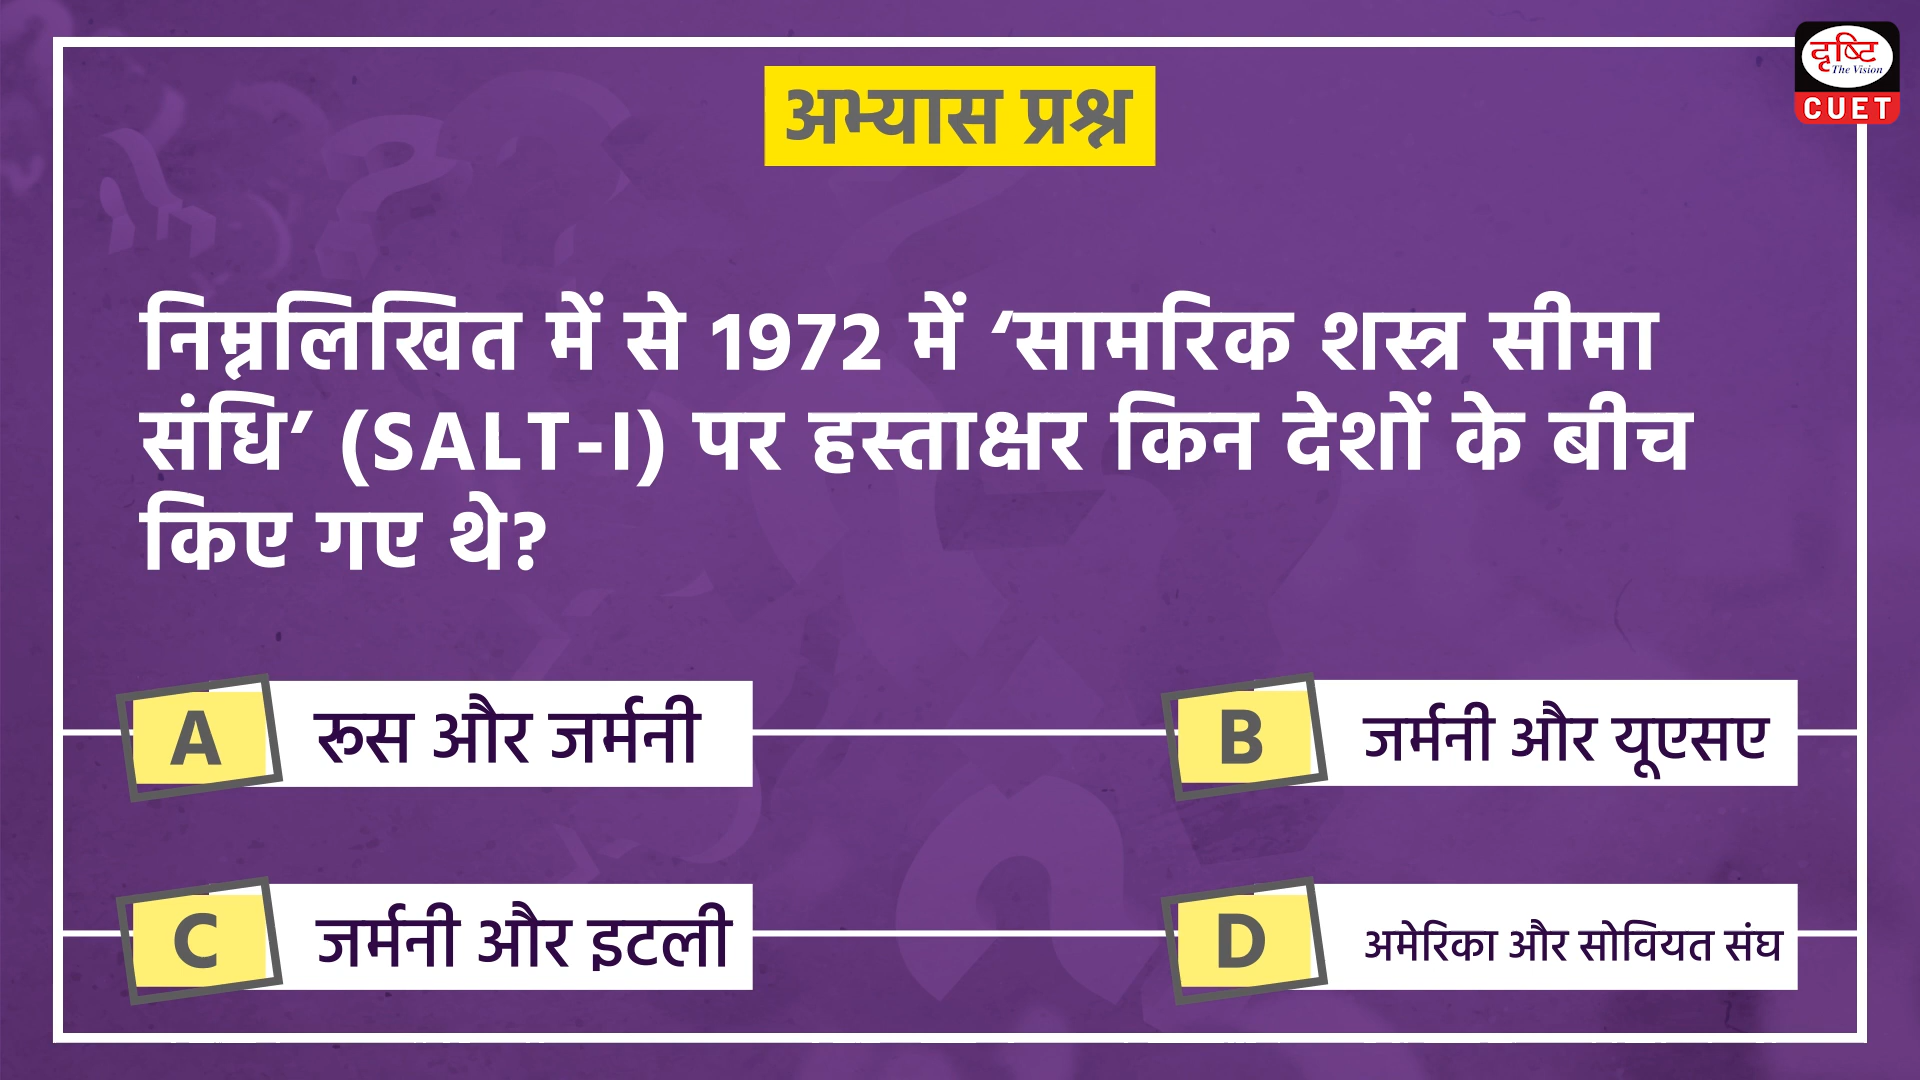 दृष्टि
The Vision
CUET
अभ्यास प्रश्न
निम्नलिखित में से 1972 में ‘सामरिक शस्त्र सीमा
संधि’ (SALT-I) पर हस्ताक्षर किन देशों के बीच
किए गए थे?
A रूस और जर्मनी
B जर्मनी और यूएसए
C जर्मनी और इटली
D अमेरिका और सोवियत संघ